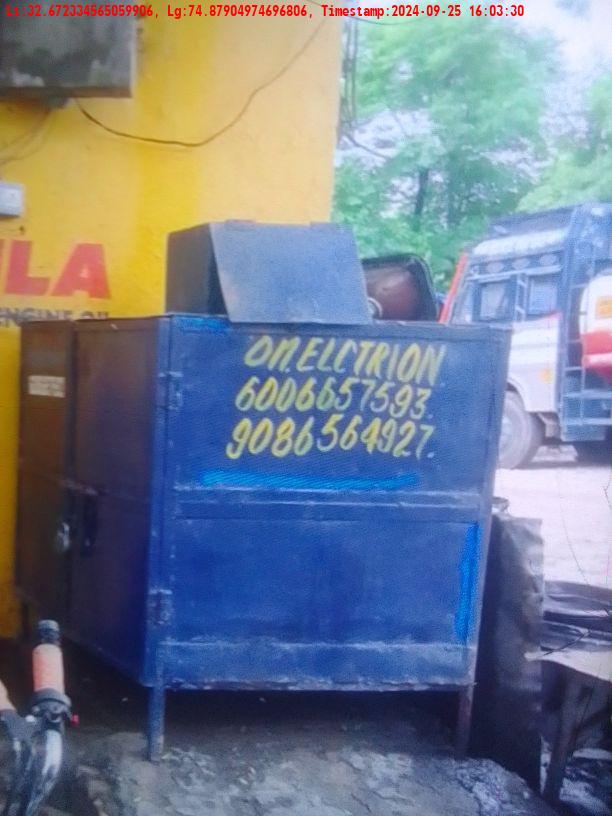 La:32.672334565059906, Lg:74.87904974696806, Timestamp:2024-09-25 16:03:30
ULA
ENGINE OIL
OM.ELCTRION
6006657593.
9086564927.